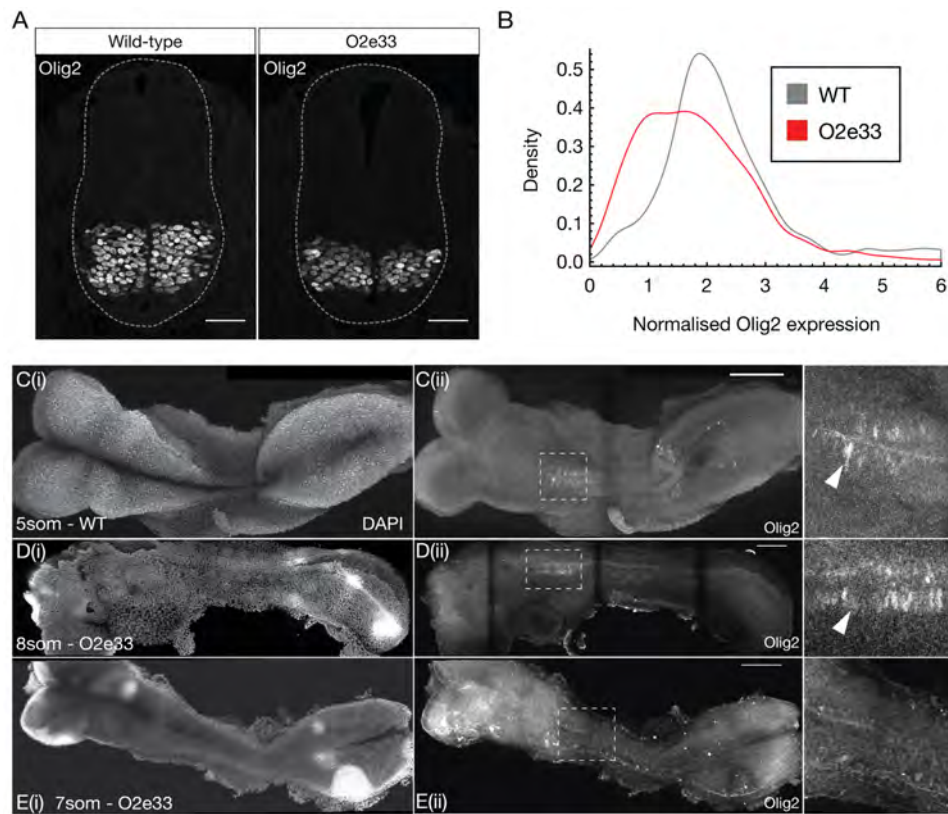 A
Wild-type
O2e33
Olig2
Olig2
B
Density
0.5
0.4
0.3
0.2
0.1
0.0
0
1
2
3
4
5
6
Normalised Olig2 expression
WT
O2e33
C(i)
5som - WT
DAPI
C(ii)
Olig2
D(i)
8som - O2e33
D(ii)
Olig2
E(i) 7som - O2e33
E(ii)
Olig2